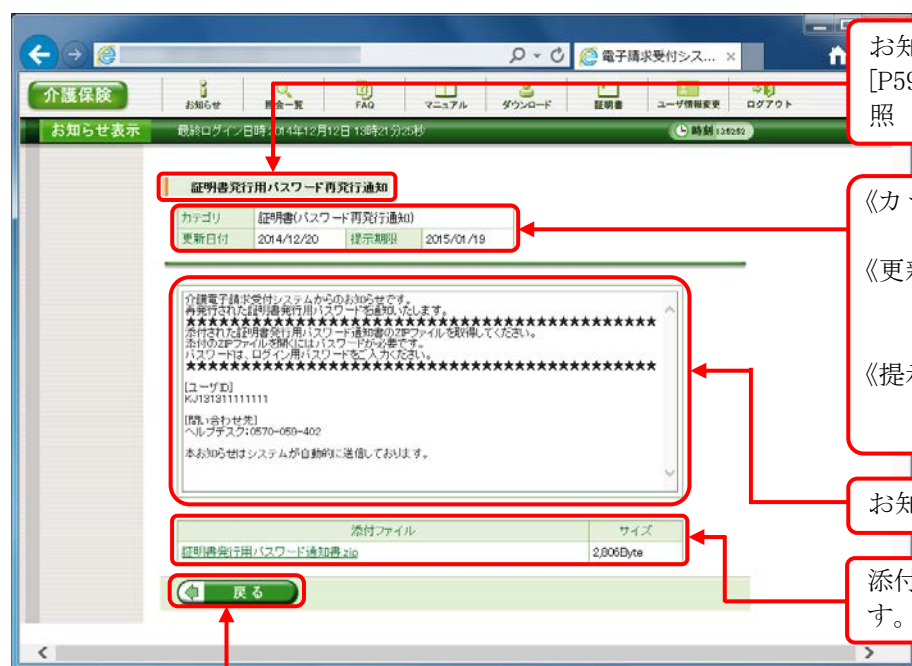 電子請求受付シス... ×
お知
[P59
照
介護保険
お知らせ
照会一覧
FAQ
マニュアル
ダウンロード
証明書
ユーザ情報変更
ログアウト
お知らせ表示
最終ログイン日時:2014年12月12日 13時21分25秒
時刻
証明書発行用パスワード再発行通知
カテゴリ 証明書(パスワード再発行通知)
更新日付 2014/12/20 提示期限 2015/01/19
《カ
《更
《提
介護電子請求受付システムからのお知らせです。
再発行された証明書発行用パスワードを通知いたします。
★★★★★★★★★★★★★★★★★★★★★★★★★★★★★★★★★★★★★★★★★★★
添付された証明書発行用パスワード通知書のZIPファイルを取得してください。
添付のZIPファイルを開くにはパスワードが必要です。
パスワードは、ログイン用パスワードをご入力ください。
★★★★★★★★★★★★★★★★★★★★★★★★★★★★★★★★★★★★★★★★★★★
[ユーザID]
KJ131311111111
[問い合わせ先]
ヘルプデスク:0570-059-402
本お知らせはシステムが自動的に送信しております。
お知
添付ファイル サイズ
証明書発行用パスワード通知書.zip 2,806Byte
添付
す。
戻る